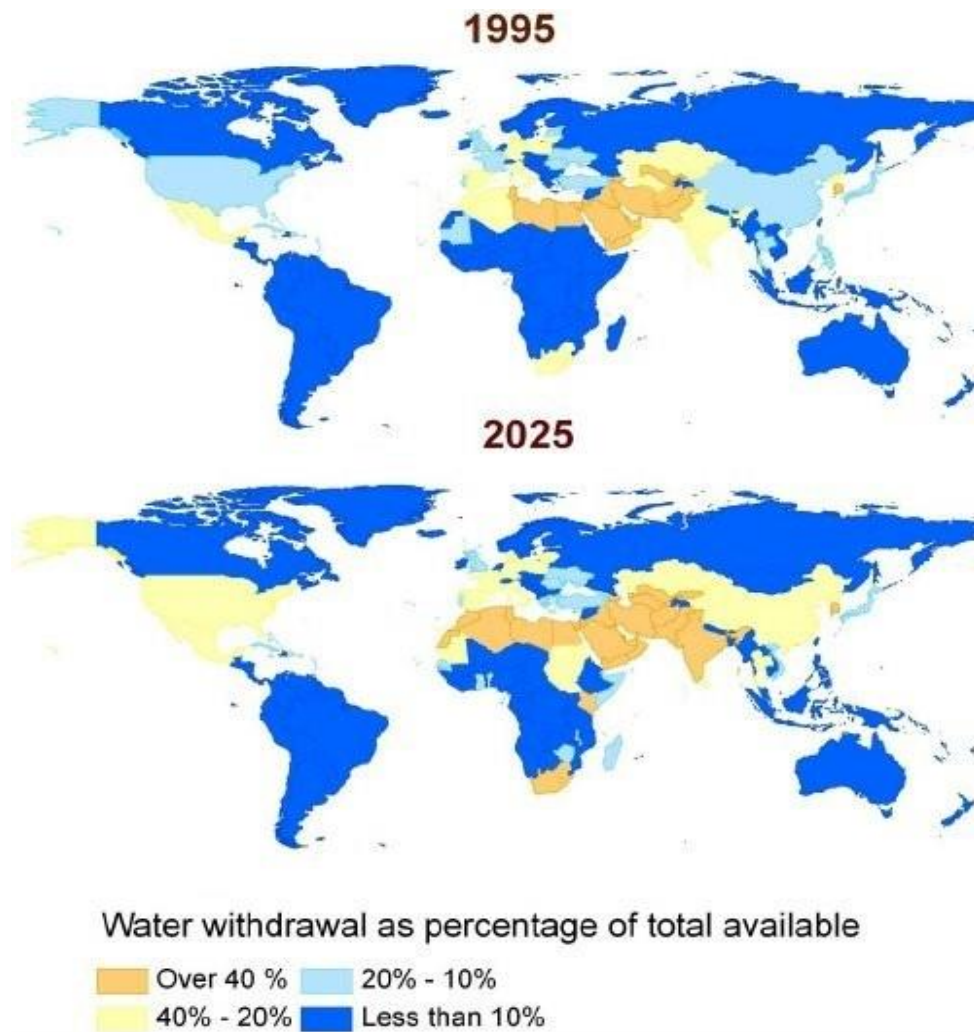 1995
2025
Water withdrawal as percentage of total available
Over 40 % 20% - 10%
40% - 20% Less than 10%